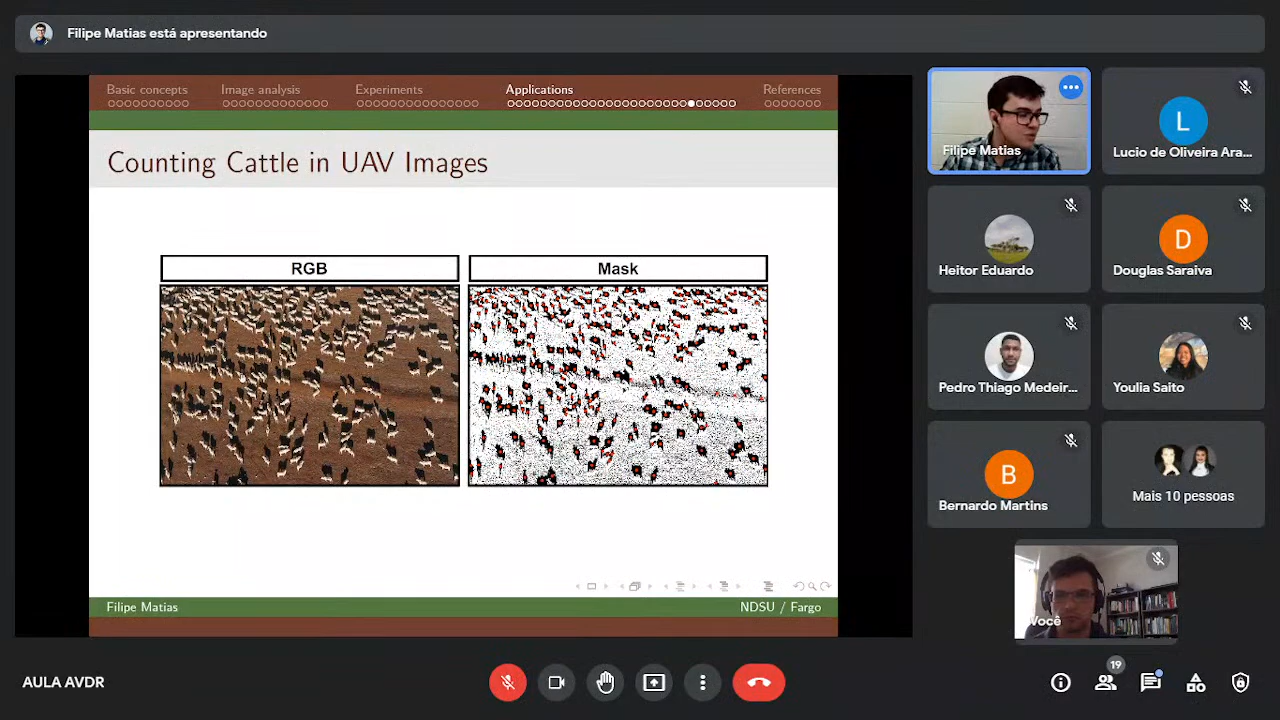 Filipe Matias está apresentando
Basic concepts Image analysis Experiments Applications References
Counting Cattle in UAV Images
RGB Mask
Filipe Matias NDSU / Fargo
Filipe Matias
L
Lucio de Oliveira Ara...
Heitor Eduardo
D
Douglas Saraiva
Pedro Thiago Medeir...
Youlia Saito
B
Bernardo Martins
Mais 10 pessoas
Você
AULA AVDR
19